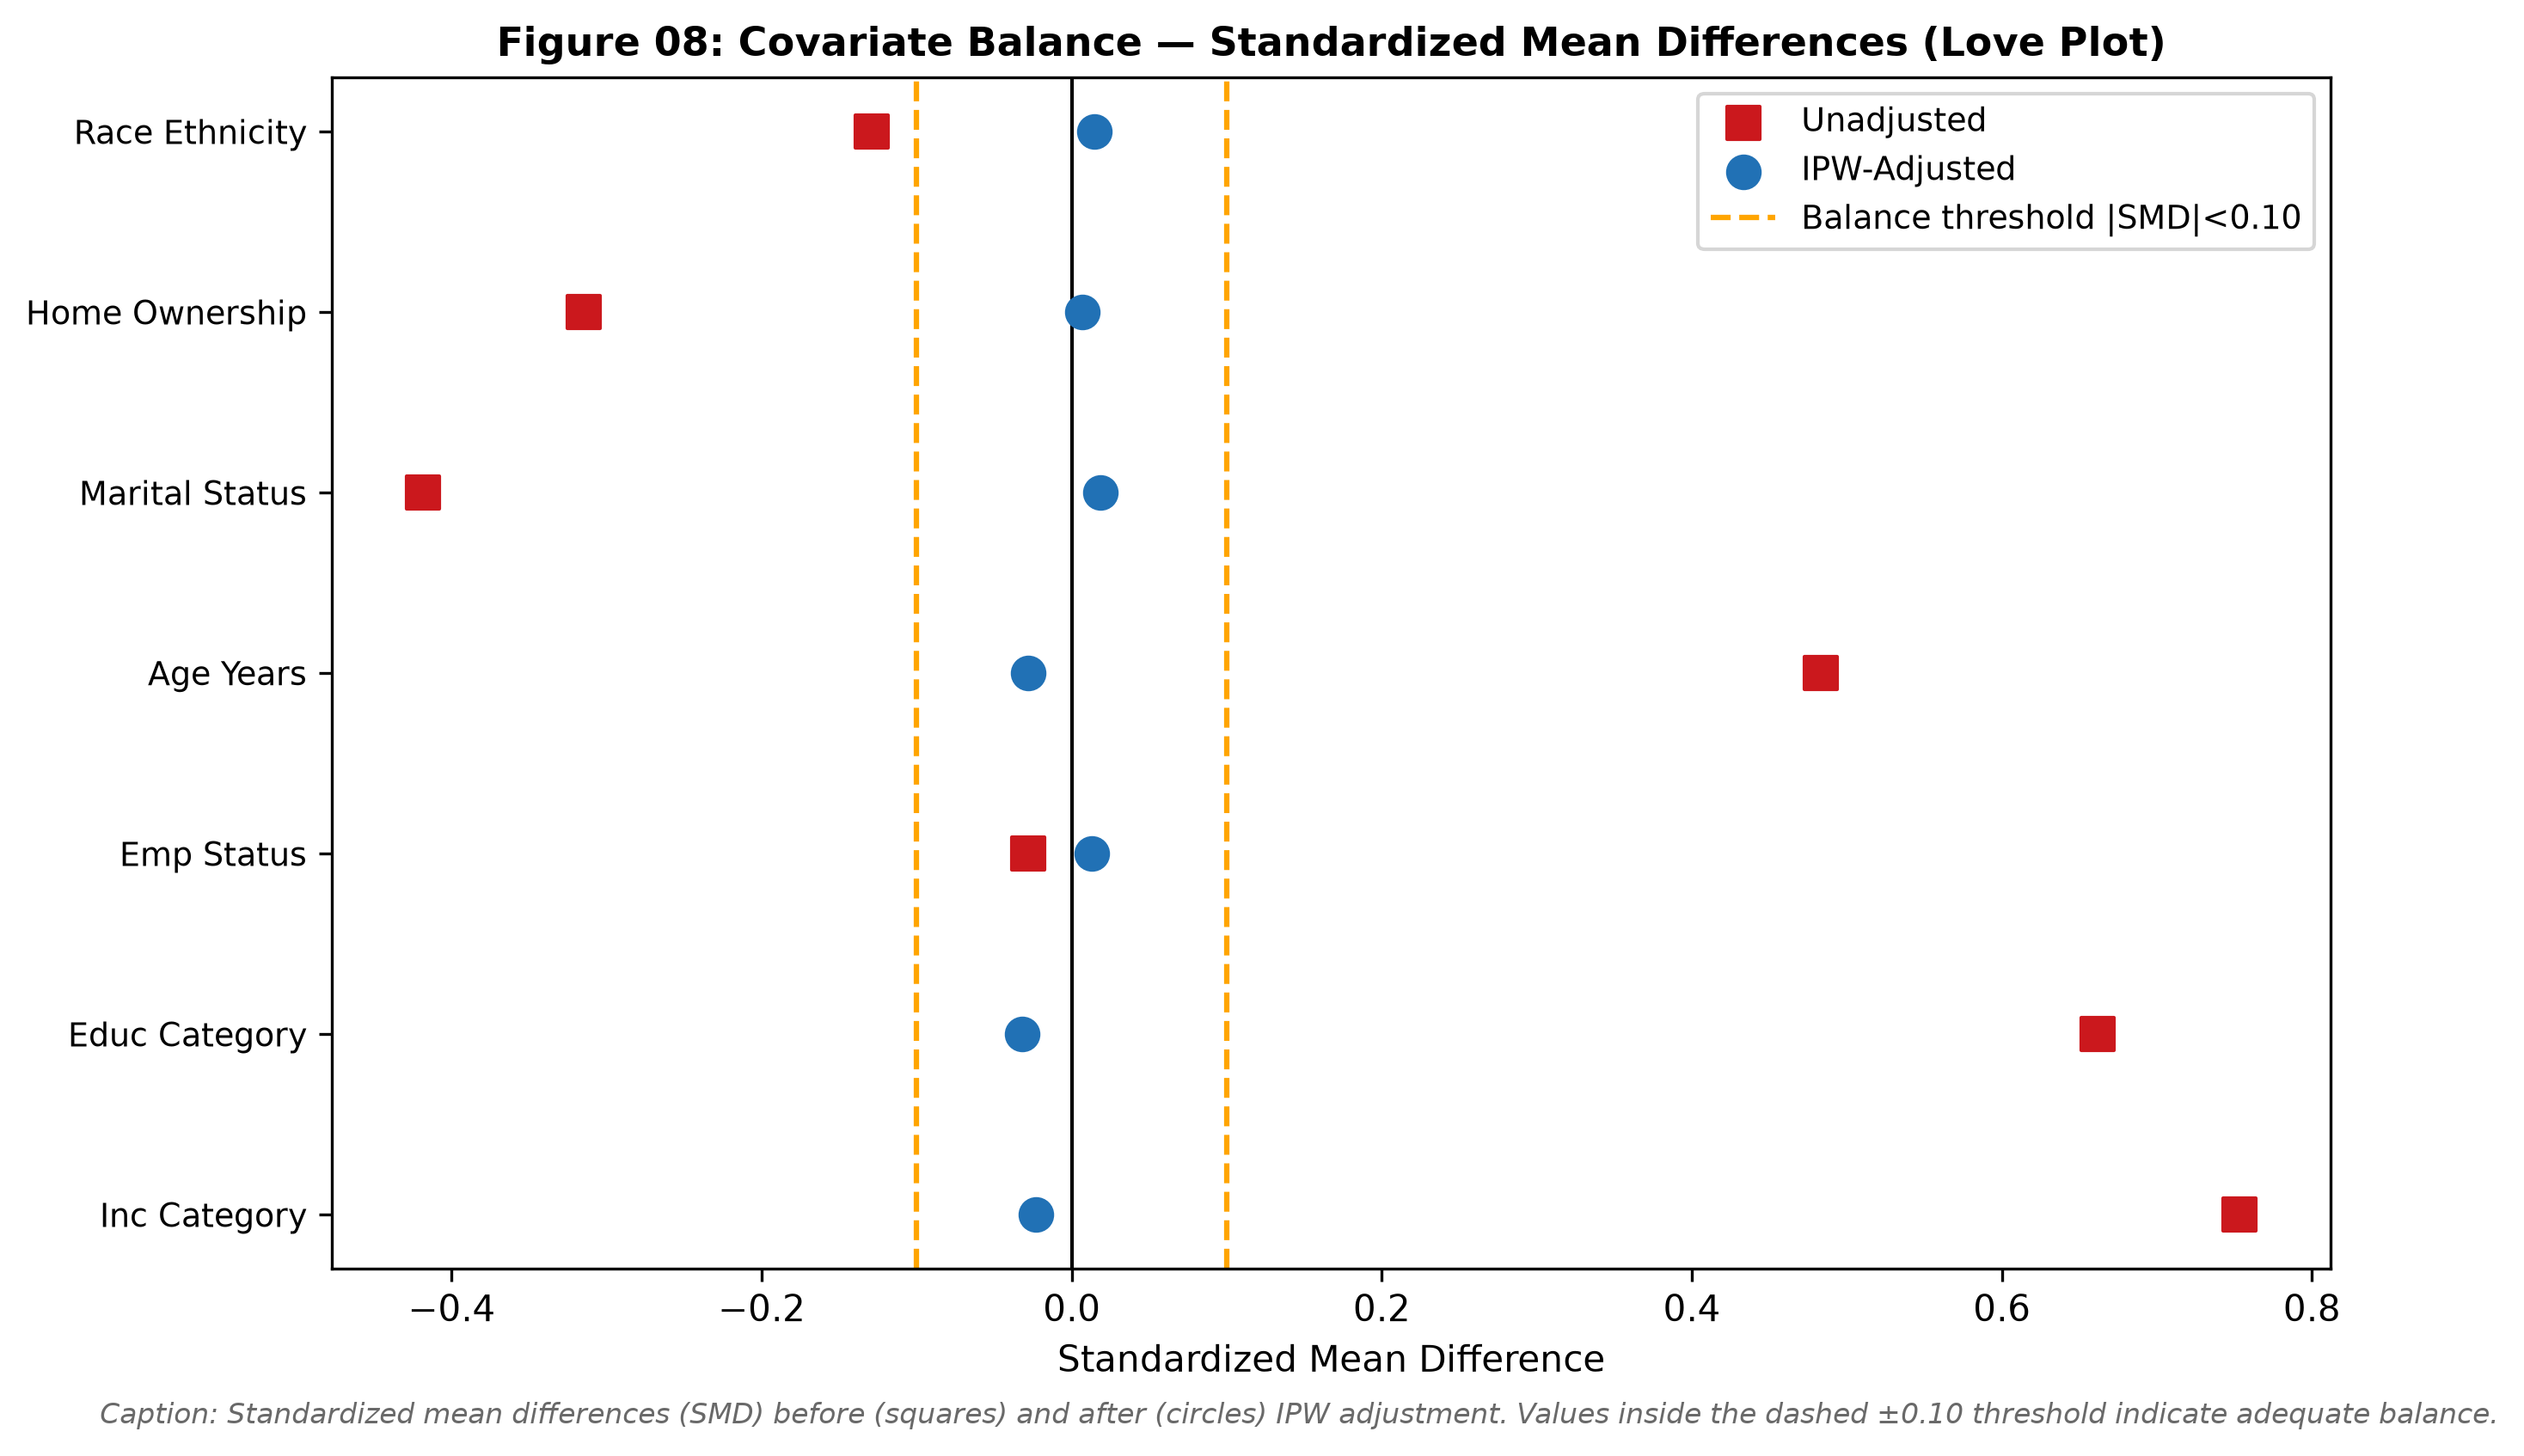 Figure 08: Covariate Balance — Standardized Mean Differences (Love Plot)
Unadjusted
IPW-Adjusted
Balance threshold |SMD|<0.10
Race Ethnicity
Home Ownership
Marital Status
Age Years
Emp Status
Educ Category
Inc Category
−0.4 −0.2 0.0 0.2 0.4 0.6 0.8
Standardized Mean Difference
Caption: Standardized mean differences (SMD) before (squares) and after (circles) IPW adjustment. Values inside the dashed ±0.10 threshold indicate adequate balance.